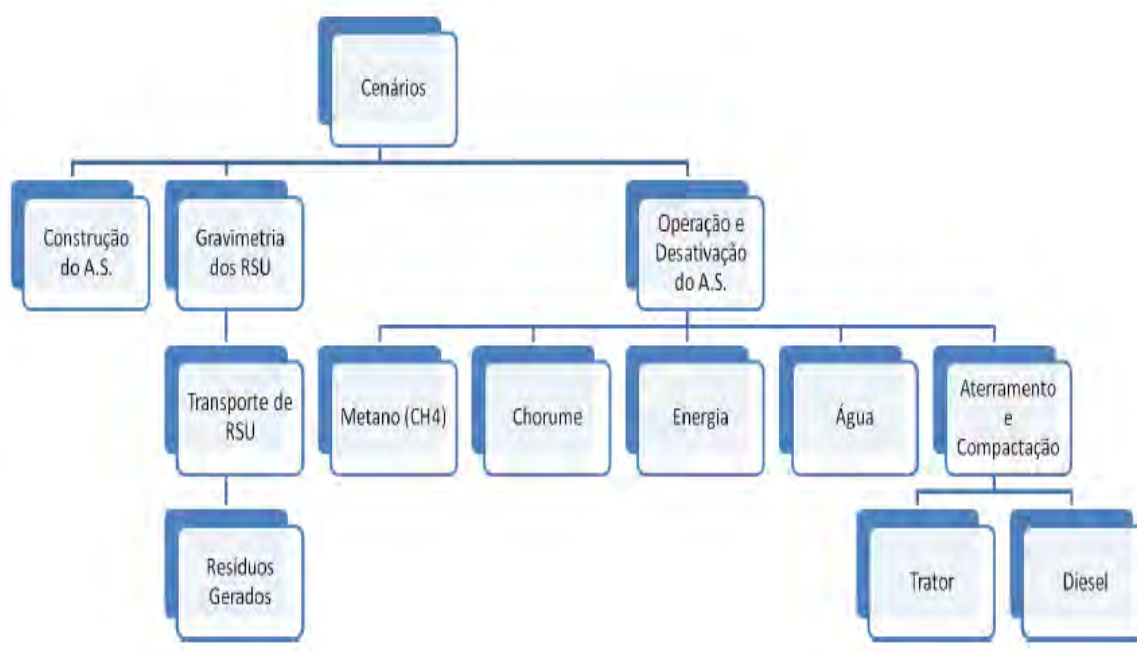 Cenários
Construção
do A.S.
Gravimetria
dos RSU
Operação e
Desativação
do A.S.
Transporte de
RSU
Metano (CH4)
Chorume
Energia
Água
Aterramento
e
Compactação
Resíduos
Gerados
Trator
Diesel